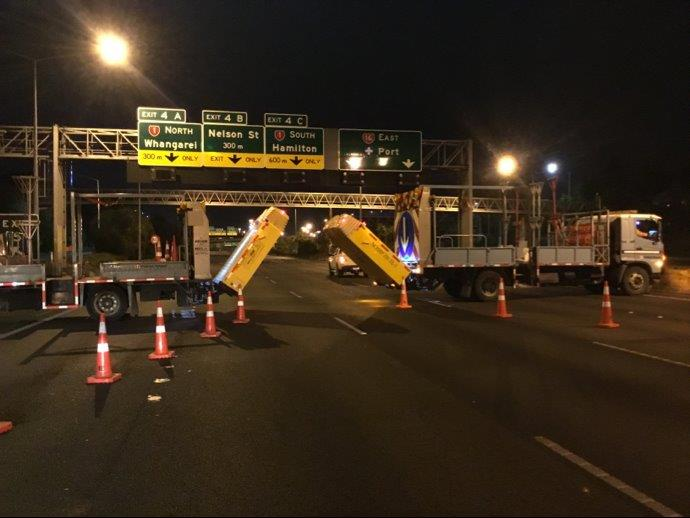 EXIT 4 A
1 NORTH
Whangarei
300 m ONLY
EXIT 4 B
Nelson St
300 m
EXIT ONLY
EXIT 4 C
1 SOUTH
Hamilton
600 m ONLY
16 EAST
Port